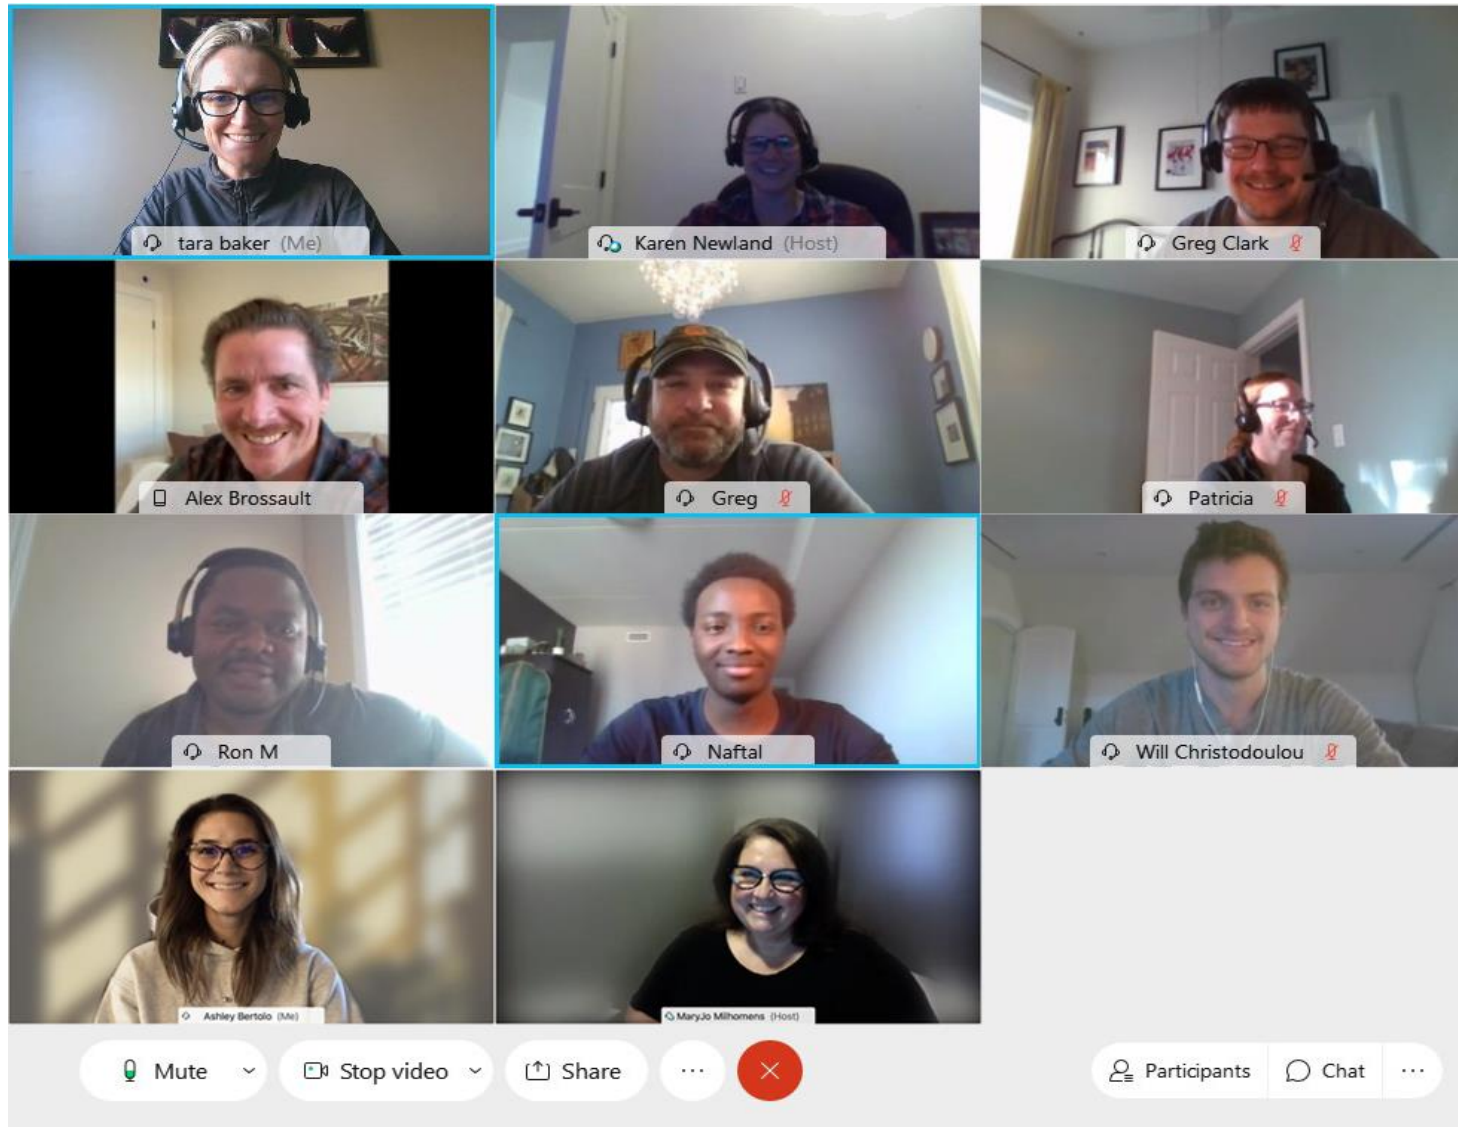 tara baker (Me)
Karen Newland (Host)
Greg Clark
Alex Brossault
Greg
Patricia
Ron M
Naftal
Will Christodoulou
Ashley Bertolo (Me)
MaryJo Milhomens (Host)
Mute
Stop video
Share
Participants
Chat